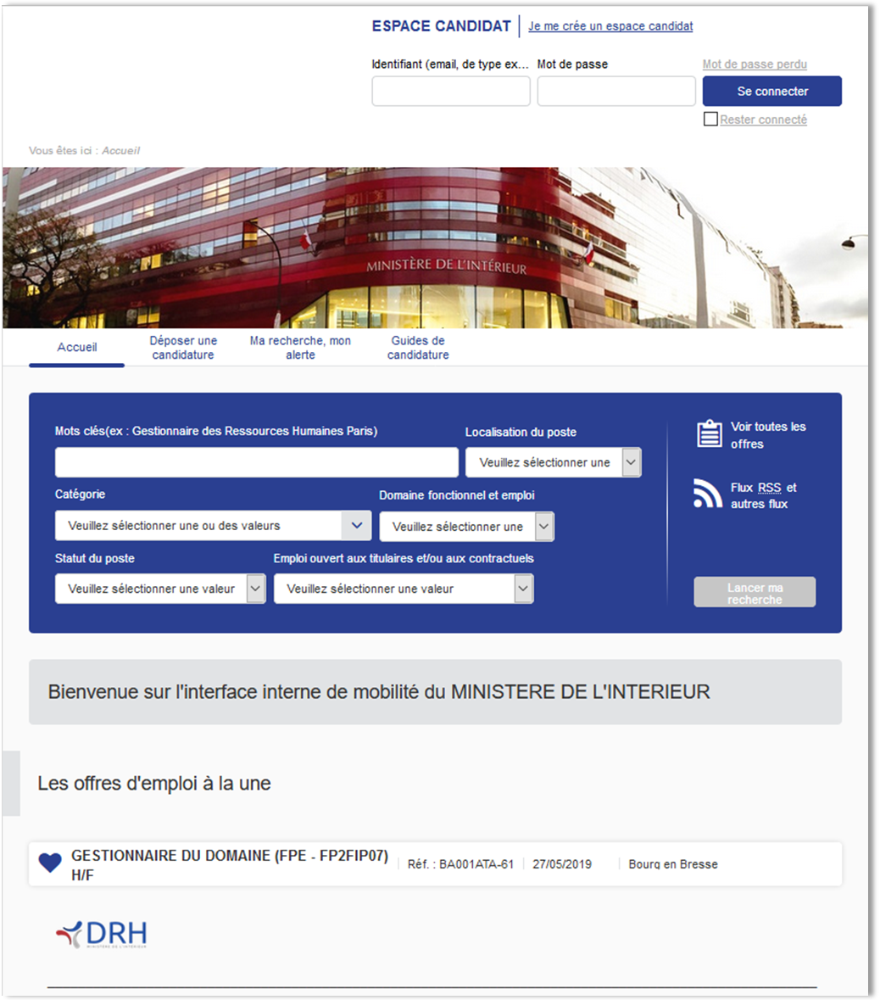 ESPACE CANDIDAT Je me crée un espace candidat
Identifiant (email, de type ex... Mot de passe Mot de passe perdu
Se connecter
Rester connecté
Vous êtes ici : Accueil
MINISTÈRE DE L'INTÉRIEUR
Accueil
Déposer une
candidature
Ma recherche, mon
alerte
Guides de
candidature
Mots clés(ex : Gestionnaire des Ressources Humaines Paris)
Localisation du poste
Veuillez sélectionner une
Catégorie
Veuillez sélectionner une ou des valeurs
Domaine fonctionnel et emploi
Veuillez sélectionner une
Statut du poste
Veuillez sélectionner une valeur
Emploi ouvert aux titulaires et/ou aux contractuels
Veuillez sélectionner une valeur
Voir toutes les
offres
Flux RSS et
autres flux
Lancer ma
recherche
Bienvenue sur l'interface interne de mobilité du MINISTERE DE L'INTERIEUR
Les offres d'emploi à la une
GESTIONNAIRE DU DOMAINE (FPE - FP2FIP07)
H/F
Réf. : BA001ATA-61 27/05/2019 Bourg en Bresse
DRH
MINISTÈRE DE L'INTÉRIEUR